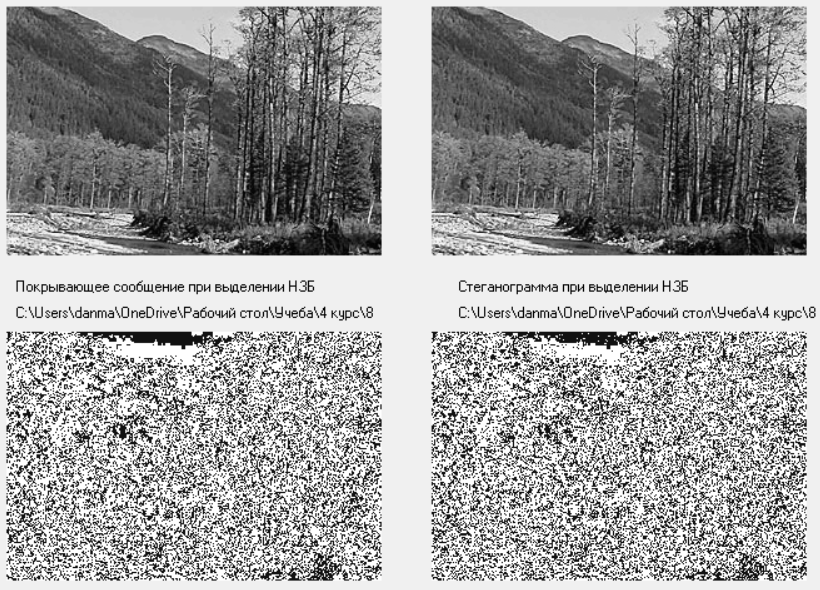 Покрывающее сообщение при выделении НЗБ
C:\Users\danma\OneDrive\Рабочий стол\Учеба\4 курс\8
Стеганограмма при выделении НЗБ
C:\Users\danma\OneDrive\Рабочий стол\Учеба\4 курс\8